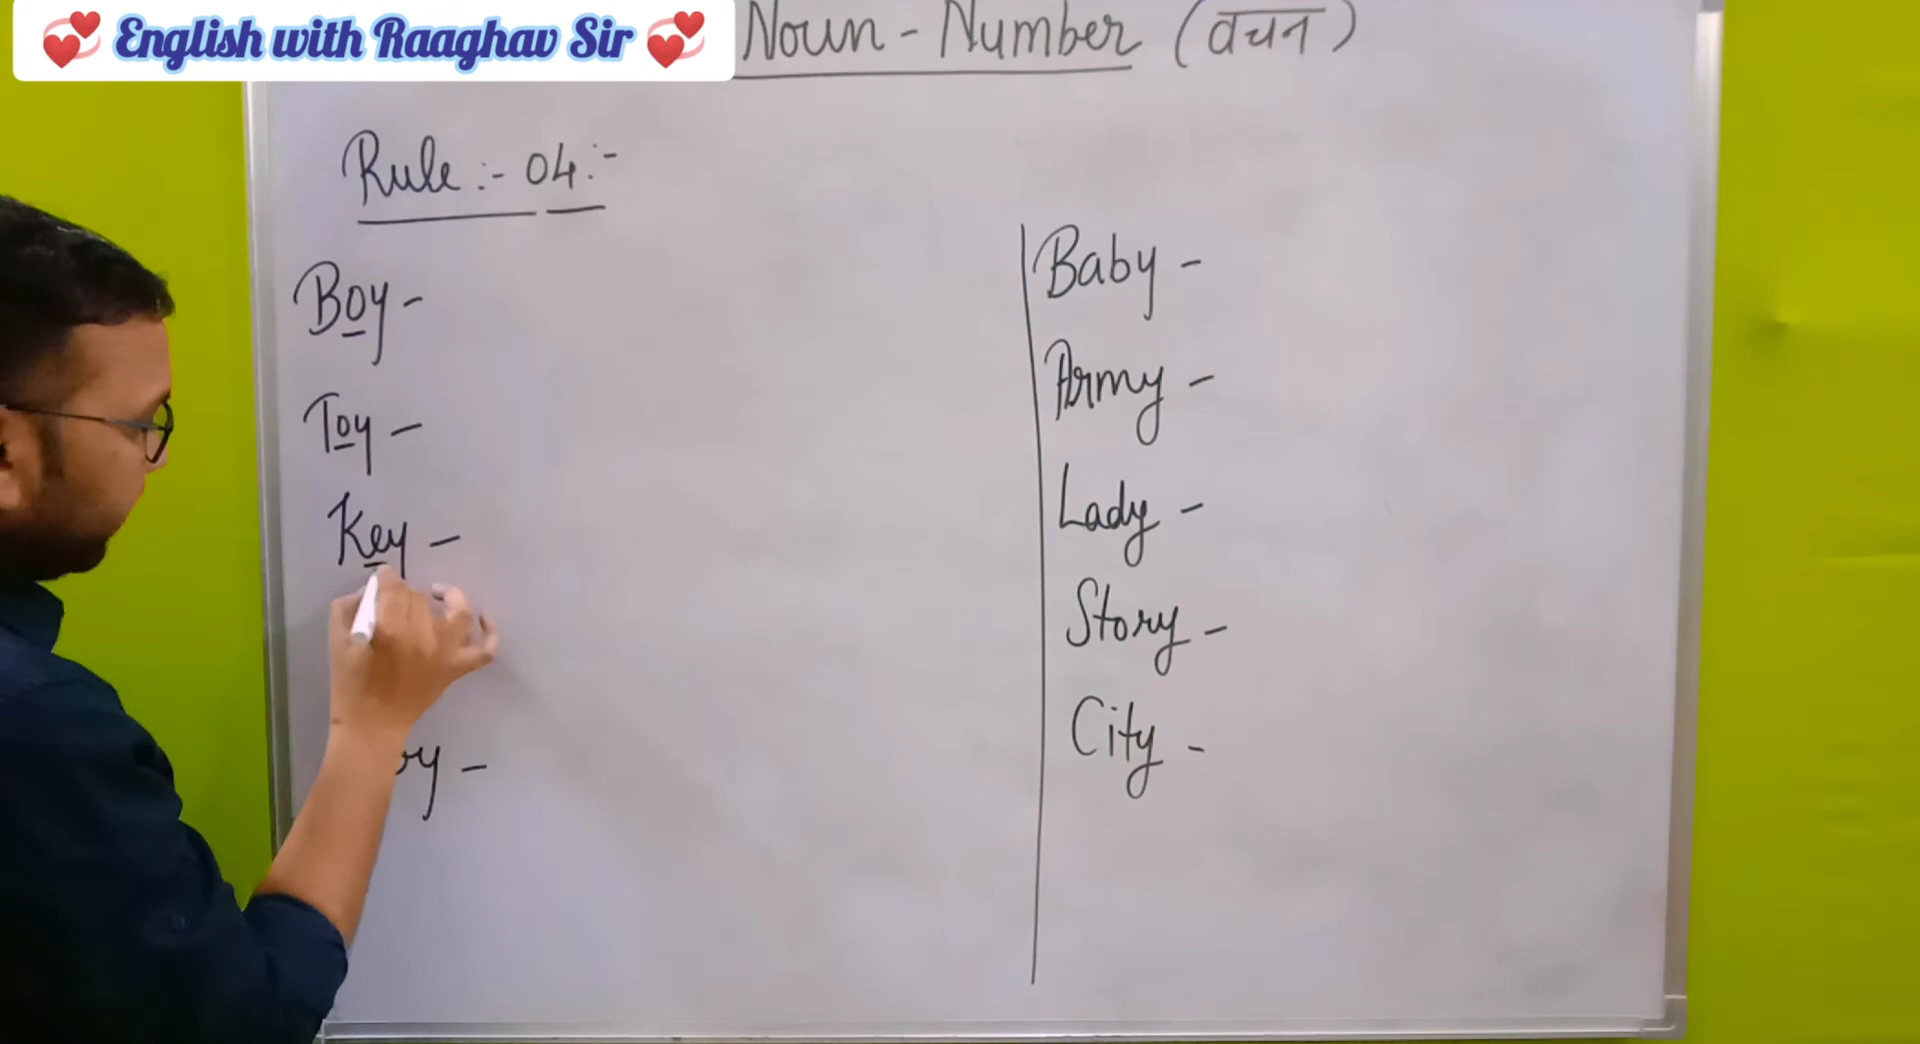 💞 English with Raaghav Sir 💞
Noun - Number (वचन)
Rule :- 04 :-
Boy -
Toy -
Key -
Baby -
Army -
Lady -
Story -
City -